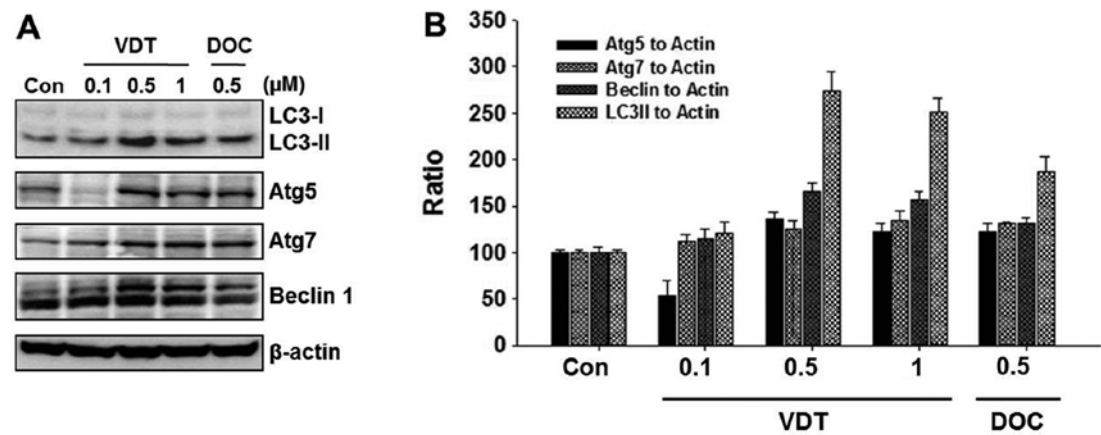 A
VDT DOC
Con 0.1 0.5 1 0.5 (μM)
LC3-I
LC3-II
Atg5
Atg7
Beclin 1
β-actin
B
350
300
250
200
150
100
50
0
Ratio
Atg5 to Actin
Atg7 to Actin
Beclin to Actin
LC3II to Actin
Con 0.1 0.5 1 0.5
VDT DOC